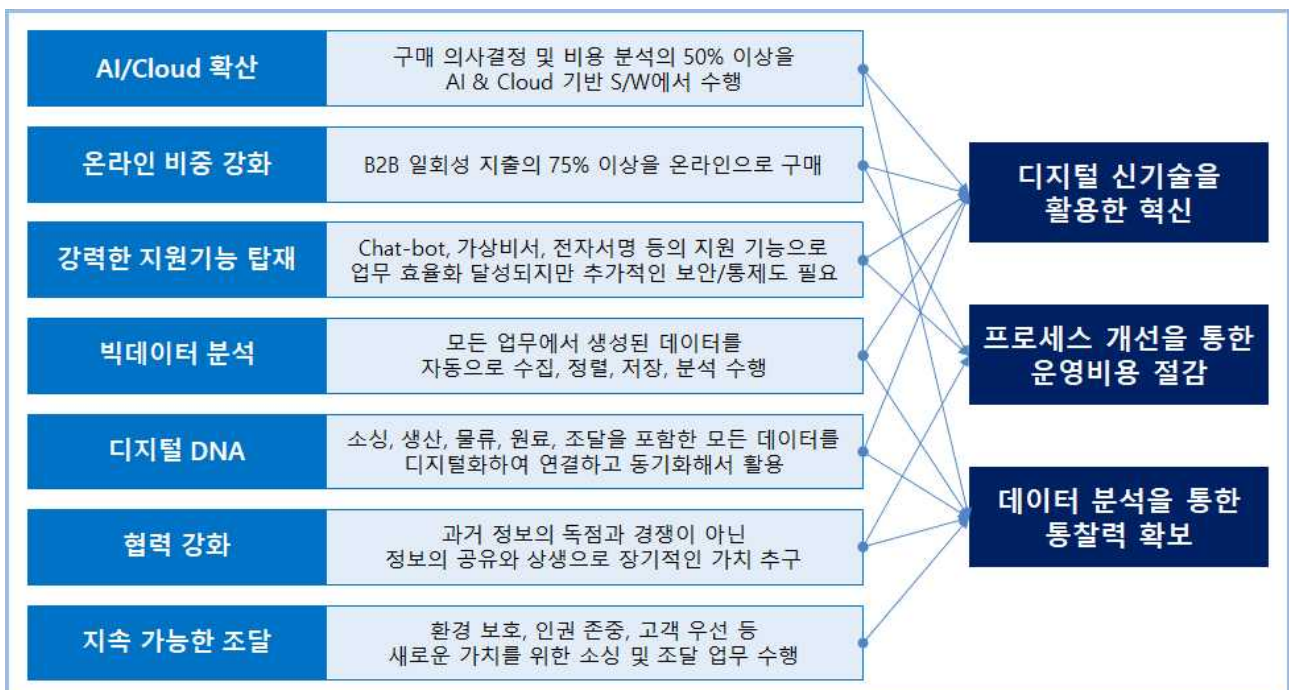 AI/Cloud 확산
구매 의사결정 및 비용 분석의 50% 이상을
AI & Cloud 기반 S/W에서 수행
온라인 비중 강화
B2B 일회성 지출의 75% 이상을 온라인으로 구매
강력한 지원기능 탑재
Chat-bot, 가상비서, 전자서명 등의 지원 기능으로
업무 효율화 달성되지만 추가적인 보안/통제도 필요
빅데이터 분석
모든 업무에서 생성된 데이터를
자동으로 수집, 정렬, 저장, 분석 수행
디지털 DNA
소싱, 생산, 물류, 원료, 조달을 포함한 모든 데이터를
디지털화하여 연결하고 동기화해서 활용
협력 강화
과거 정보의 독점과 경쟁이 아닌
정보의 공유와 상생으로 장기적인 가치 추구
지속 가능한 조달
환경 보호, 인권 존중, 고객 우선 등
새로운 가치를 위한 소싱 및 조달 업무 수행
디지털 신기술을
활용한 혁신
프로세스 개선을 통한
운영비용 절감
데이터 분석을 통한
통찰력 확보